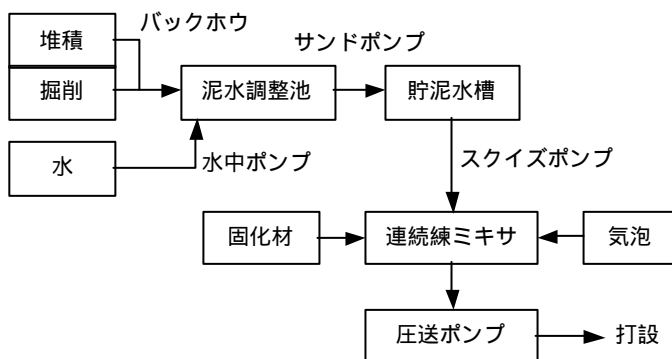 バックホウ
堆積
サンドポンプ
掘削
泥水調整池
貯泥水槽
水
水中ポンプ
スクイズポンプ
固化材
連続練ミキサ
気泡
圧送ポンプ
打設